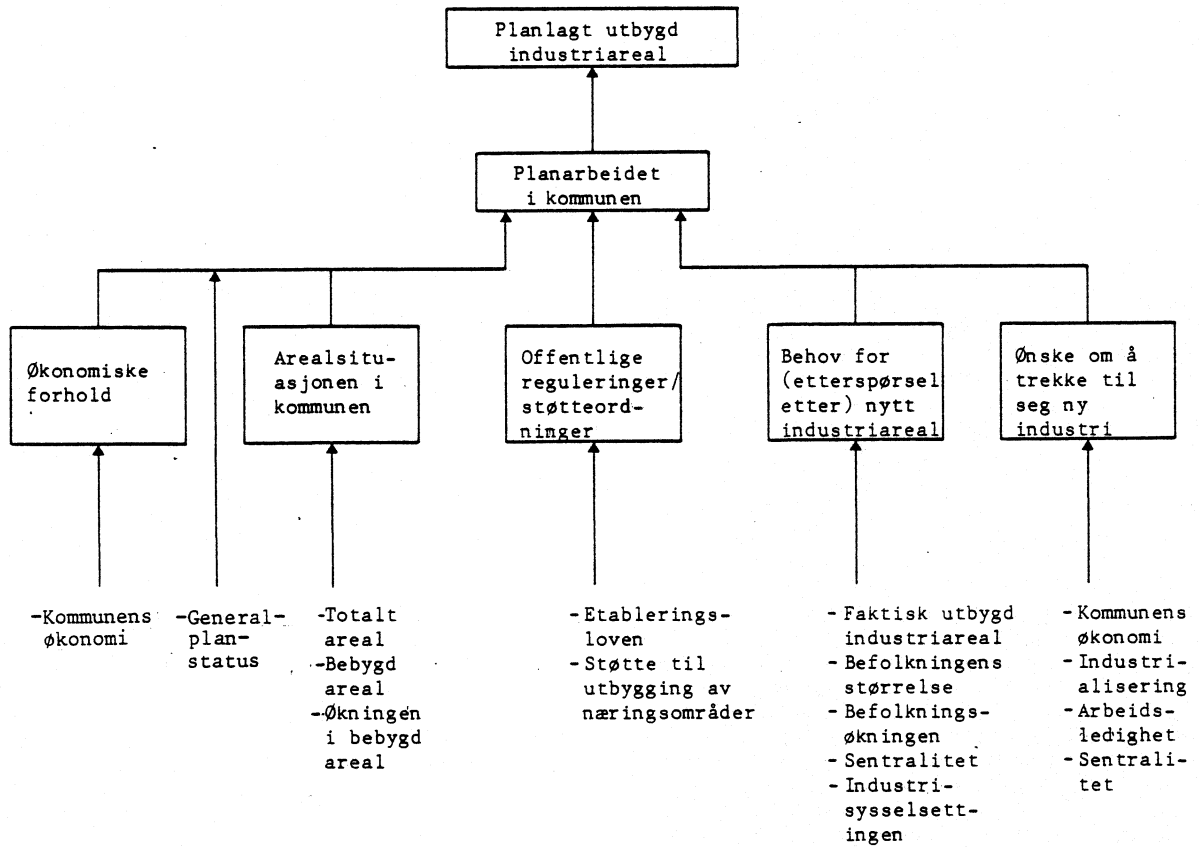 Planlagt utbygd
industriareal
Planarbeidet
i kommunen
Økonomiske
forhold
Arealsitu-
asjonen i
kommunen
Offentlige
reguleringer/
støtteord-
ninger
Behov for
(etterspørsel
etter) nytt
industriareal
Ønske om å
trekke til
seg ny
industri
-Kommunens
økonomi
-General-
plan-
status
-Totalt
areal
-Bebygd
areal
-Økningen
i bebygd
areal
-Etablerings-
loven
-Støtte til
utbygging av
næringsområder
-Faktisk utbygd
industriareal
-Befolkningens
størrelse
-Befolknings-
økningen
-Sentralitet
-Industri-
sysselsett-
ingen
-Kommunens
økonomi
-Industri-
alisering
-Arbeids-
ledighet
-Sentrali-
tet